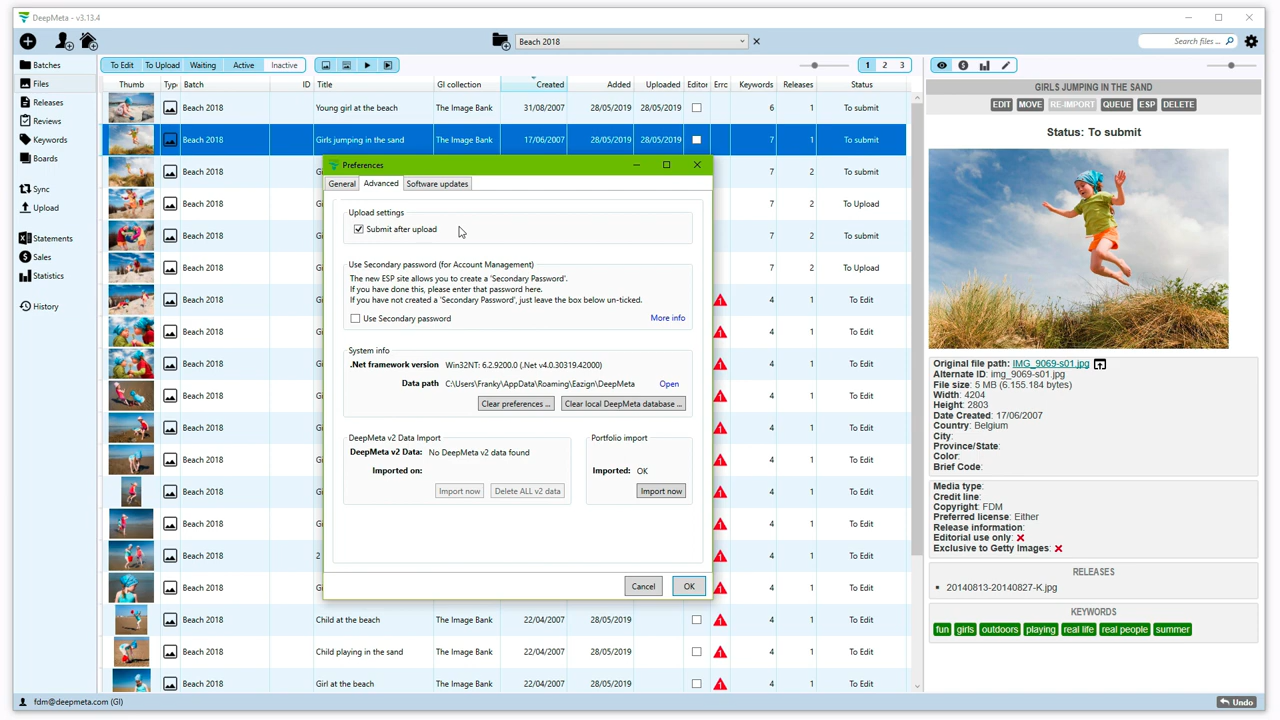 DeepMeta - v3.13.4
Beach 2018
Search files ...
Batches
Files
Releases
Reviews
Keywords
Boards
Sync
Upload
Statements
Sales
Statistics
History
To Edit To Upload Waiting Active Inactive
1 2 3
Thumb Type Batch ID Title GI collection Created Added Uploaded Editor Errc Keywords Releases Status
Beach 2018 Young girl at the beach The Image Bank 31/08/2007 28/05/2019 28/05/2019 6 1 To submit
Beach 2018 Girls jumping in the sand The Image Bank 17/06/2007 28/05/2019 28/05/2019 7 1 To submit
Beach 2018 Gi 7 2 To submit
Beach 2018 Gi 7 1 To Upload
Beach 2018 Gi 7 2 To submit
Beach 2018 Gi 7 2 To Upload
Beach 2018 Gi 4 1 To Edit
Beach 2018 Gi 4 1 To Edit
Beach 2018 Gi 4 1 To Edit
Beach 2018 Gi 4 1 To Edit
Beach 2018 Gi 4 1 To Edit
Beach 2018 Gi 4 1 To Edit
Beach 2018 Gi 4 1 To Edit
Beach 2018 Gi 4 1 To Edit
Beach 2018 2 4 1 To Edit
Beach 2018 Gi 4 1 To Edit
Beach 2018 Child at the beach The Image Bank 22/04/2007 28/05/2019 4 1 To Edit
Beach 2018 Child playing in the sand The Image Bank 22/04/2007 28/05/2019 4 1 To Edit
Beach 2018 Girl at the beach The Image Bank 22/04/2007 28/05/2019 4 1 To Edit
Preferences
General Advanced Software updates
Upload settings
Submit after upload
Use Secondary password (for Account Management)
The new ESP site allows you to create a 'Secondary Password'.
If you have done this, please enter that password here.
If you have not created a 'Secondary Password', just leave the box below un-ticked.
Use Secondary password More info
System info
.Net framework version Win32NT: 6.2.9200.0 (.Net v4.0.30319.42000)
Data path C:\Users\Franky\AppData\Roaming\Eazign\DeepMeta Open
Clear preferences ... Clear local DeepMeta database ...
DeepMeta v2 Data Import
DeepMeta v2 Data: No DeepMeta v2 data found
Imported on:
Import now Delete ALL v2 data
Portfolio import
Imported: OK
Import now
Cancel OK
GIRLS JUMPING IN THE SAND
EDIT MOVE RE-IMPORT QUEUE ESP DELETE
Status: To submit
Original file path: IMG_9069-s01.jpg
Alternate ID: img_9069-s01.jpg
File size: 5 MB (6.155.184 bytes)
Width: 4204
Height: 2803
Date Created: 17/06/2007
Country: Belgium
City:
Province/State:
Color:
Brief Code:
Media type:
Credit line:
Copyright: FDM
Preferred license: Either
Release information:
Editorial use only:
Exclusive to Getty Images:
RELEASES
20140813-20140827-K.jpg
KEYWORDS
fun girls outdoors playing real life real people summer
fdm@deepmeta.com (GI)
Undo